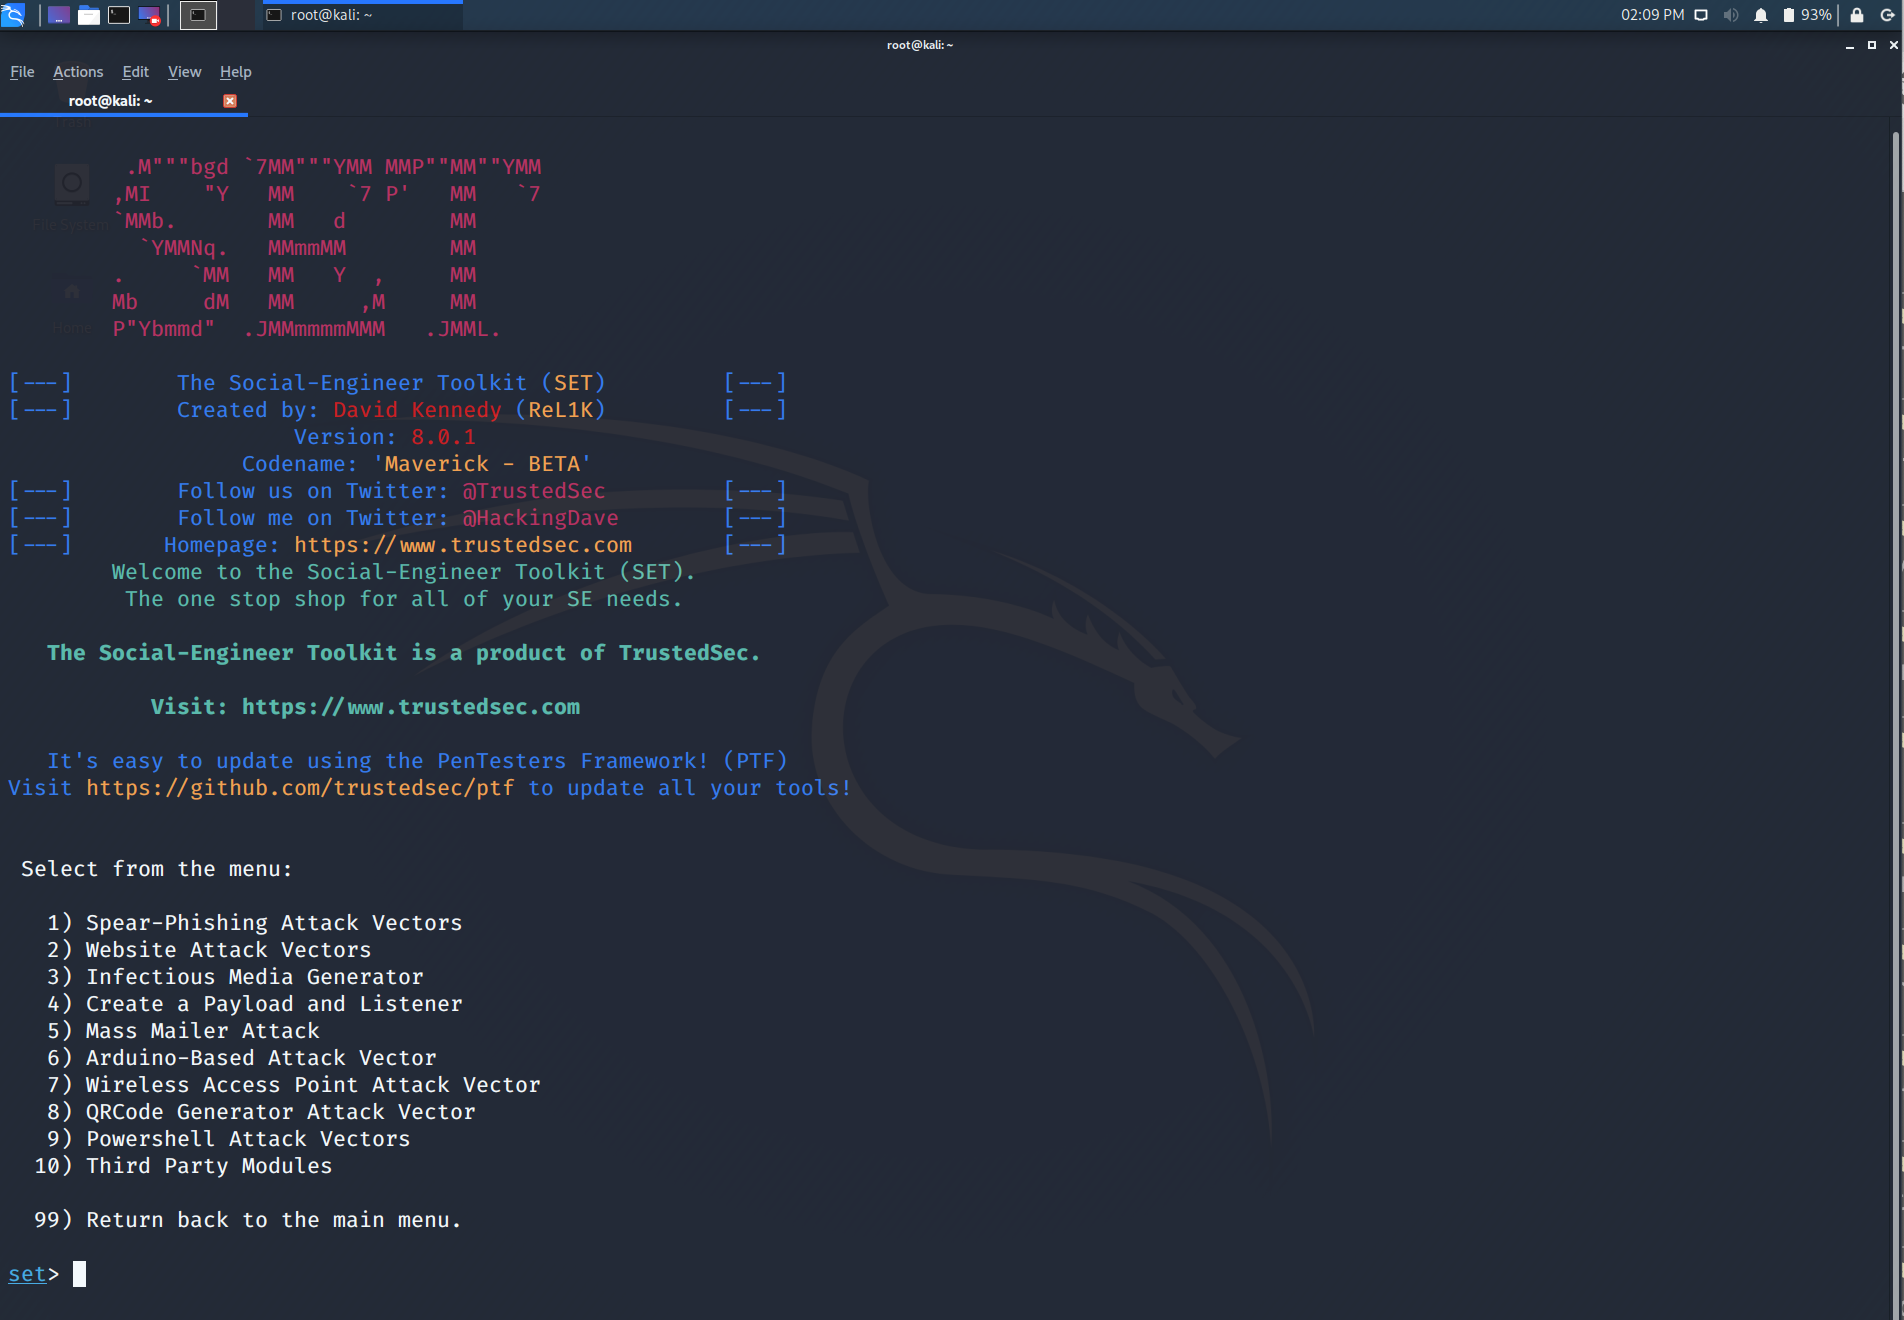 root@kali: ~
02:09 PM
93%
root@kali: ~
File Actions Edit View Help
root@kali: ~
Trash
File System
Home
.M"""bgd `7MM"""YMM MMP""MM""YMM
,MI    "Y   MM    `7 P'   MM   `7
`MMb.       MM   d        MM
  `YMMNq.   MMmmMM        MM
.     `MM   MM   Y  ,     MM
Mb     dM   MM     ,M     MM
P"Ybmmd"  .JMMmmmmMMM   .JMML.
[---]        The Social-Engineer Toolkit (SET)         [---]
[---]        Created by: David Kennedy (ReL1K)         [---]
Version: 8.0.1
Codename: 'Maverick - BETA'
[---]        Follow us on Twitter: @TrustedSec         [---]
[---]        Follow me on Twitter: @HackingDave        [---]
[---]       Homepage: https://www.trustedsec.com       [---]
Welcome to the Social-Engineer Toolkit (SET).
The one stop shop for all of your SE needs.
The Social-Engineer Toolkit is a product of TrustedSec.
Visit: https://www.trustedsec.com
It's easy to update using the PenTesters Framework! (PTF)
Visit https://github.com/trustedsec/ptf to update all your tools!
Select from the menu:
1) Spear-Phishing Attack Vectors
2) Website Attack Vectors
3) Infectious Media Generator
4) Create a Payload and Listener
5) Mass Mailer Attack
6) Arduino-Based Attack Vector
7) Wireless Access Point Attack Vector
8) QRCode Generator Attack Vector
9) Powershell Attack Vectors
10) Third Party Modules
99) Return back to the main menu.
set>